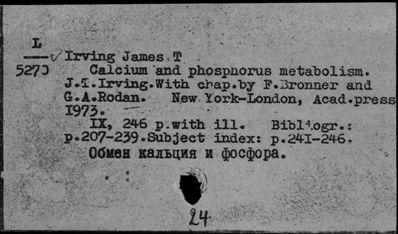 L
5270
Irving James T
Calcium and phosphorus metabolism.
J.T.Irving.With chap.by F.Bronner and
G.A.Rodan. New York-London, Acad.press
1973.
IX, 246 p.with ill. Bibliogr.:
p.207-239.Subject index: p.241-246.
Обмен кальция и фосфора.
24